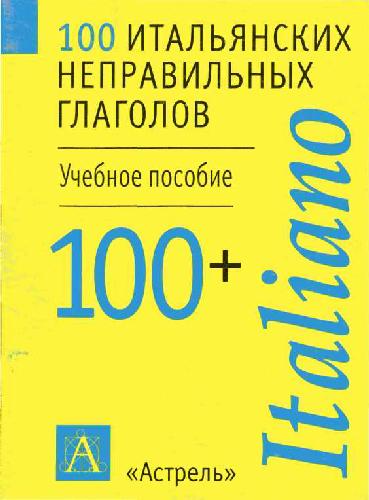 100 ИТАЛЬЯНСКИХ
НЕПРАВИЛЬНЫХ
ГЛАГОЛОВ
Учебное пособие
100+
Italiano
А
«Астрель»